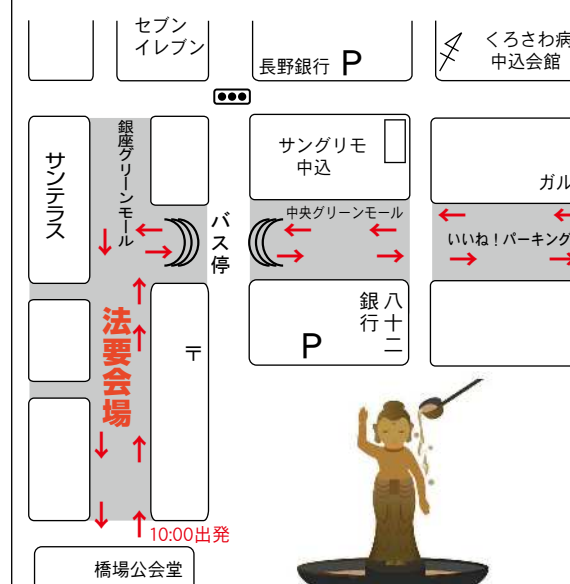 セブン
イレブン
長野銀行 P
くろさわ病
中込会館
サンテラス
銀座グリーンモール
サングリモ
中込
ガル
バス停
中央グリーンモール
いいね！パーキング
法要会場
〒
八十二
銀行
P
10:00出発
橋場公会堂